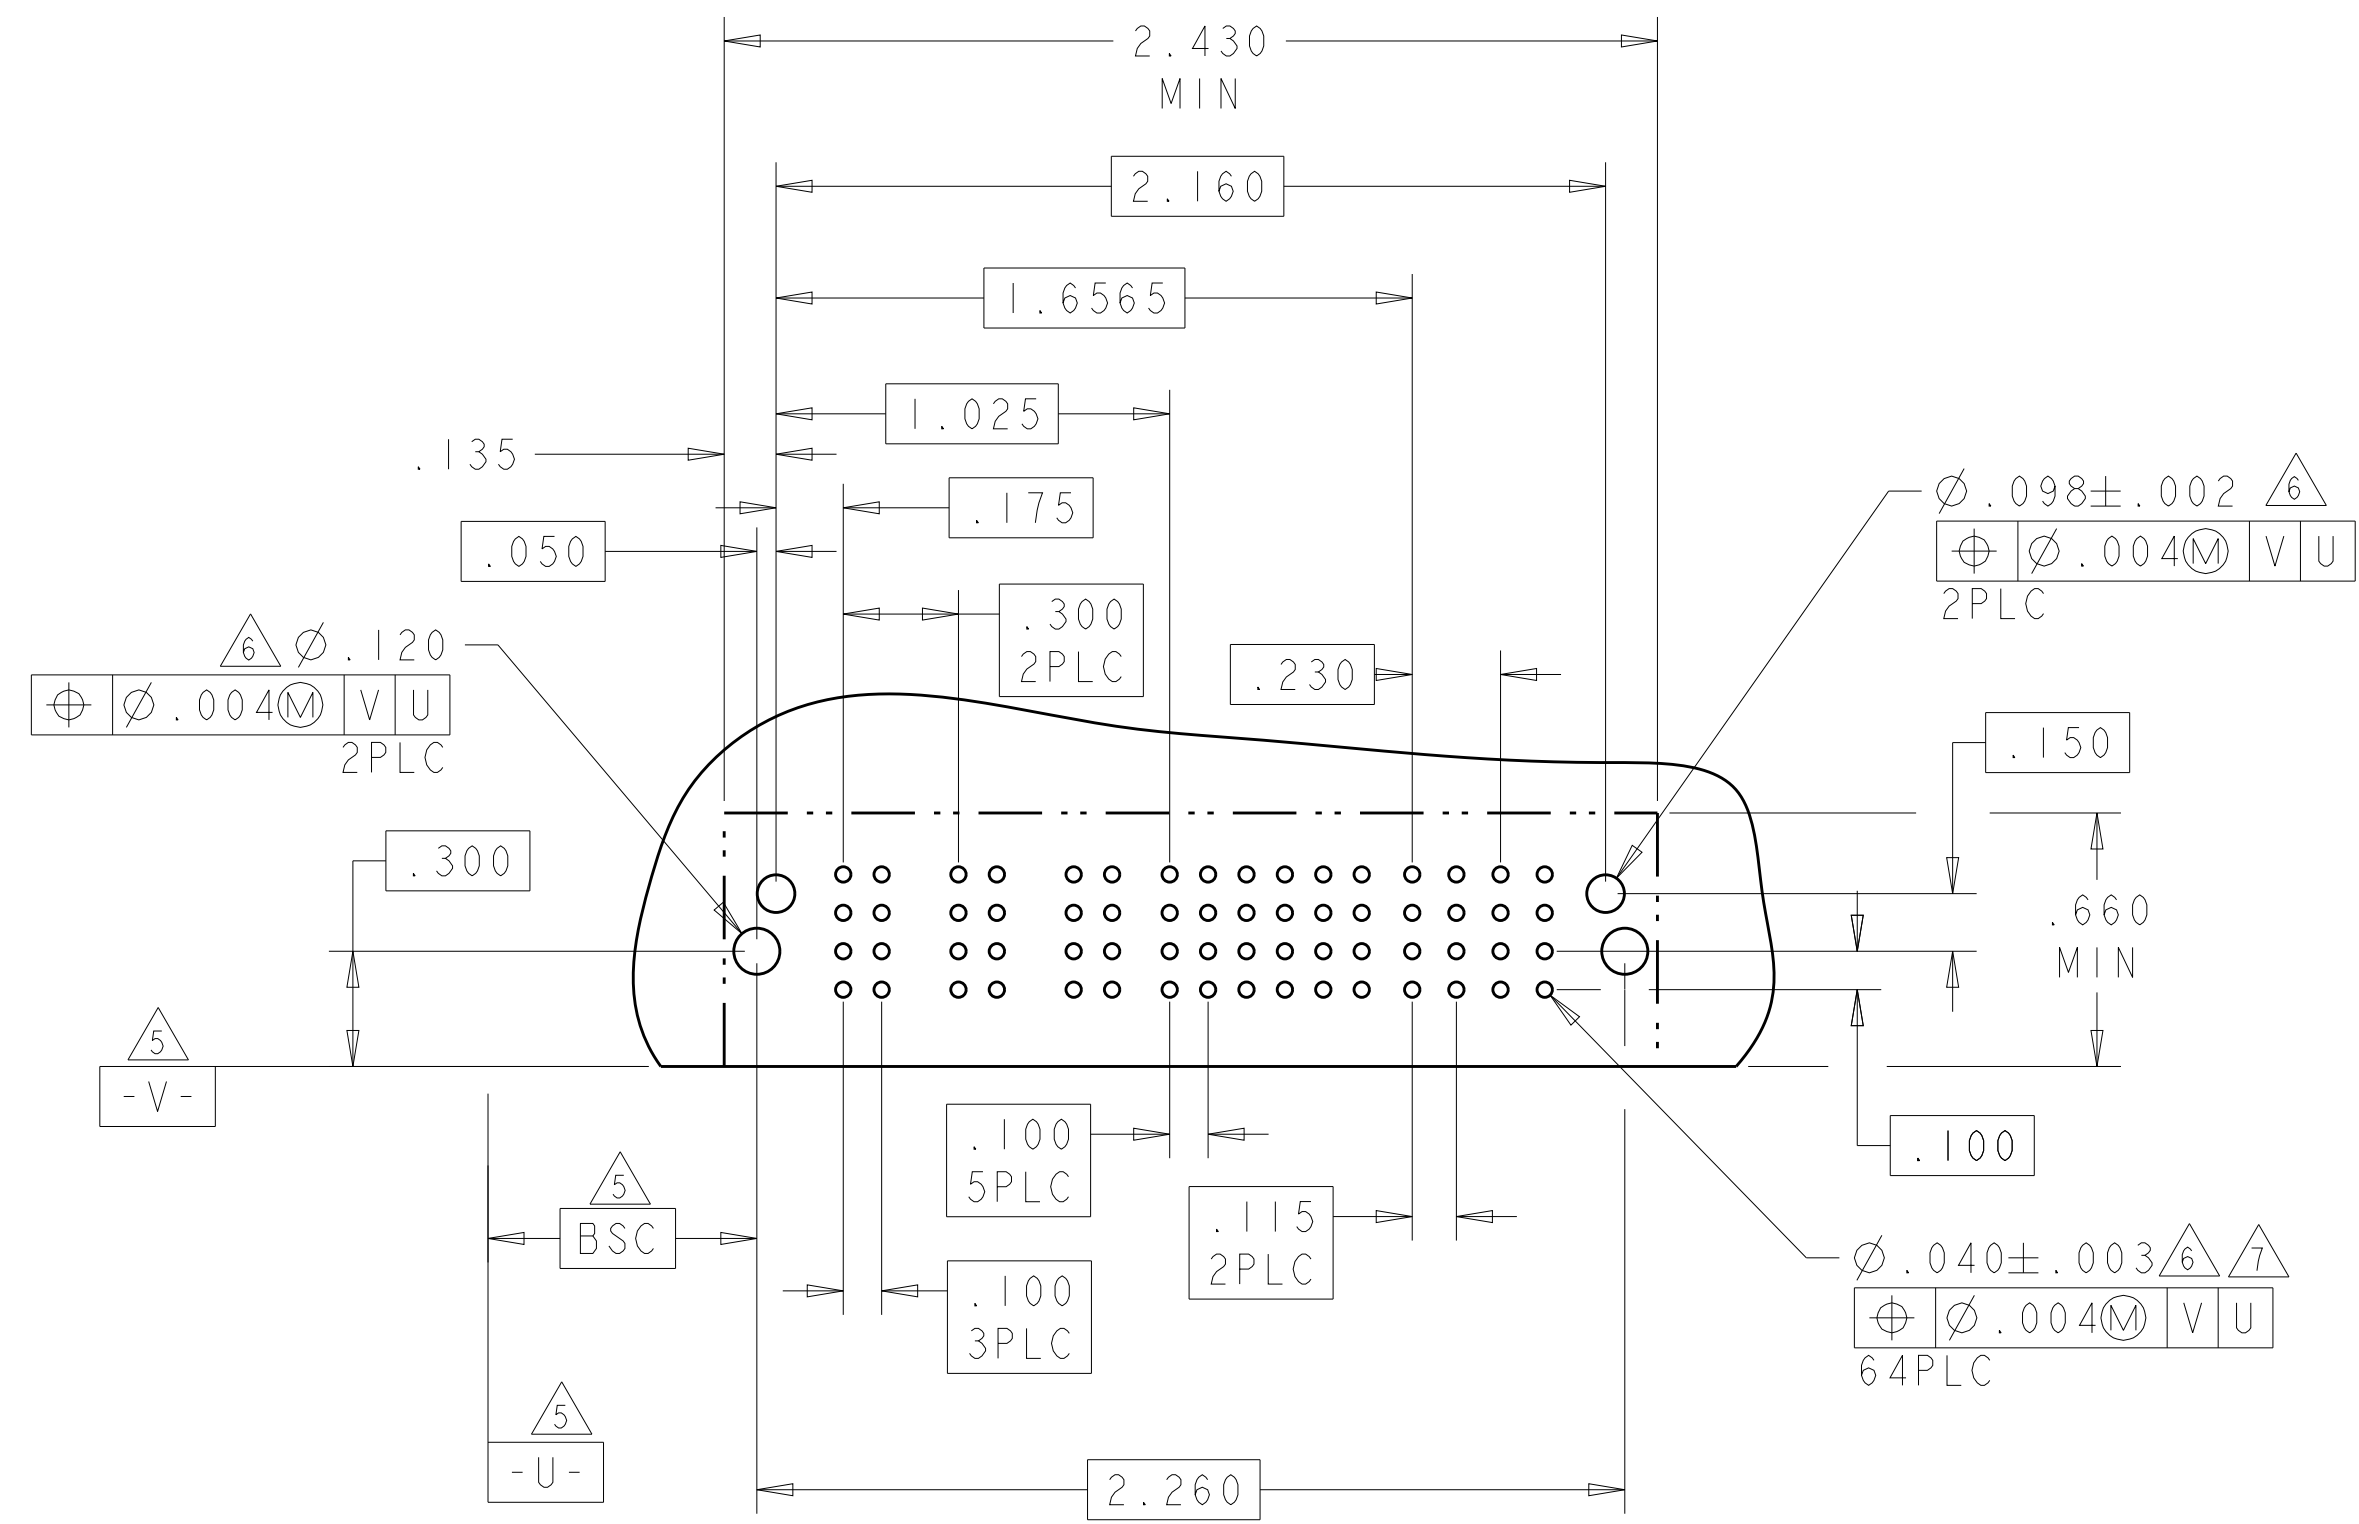 2.430
MIN
2.160
1.6565
1.025
.135
.175
.050
.300
2PLC
.230
⌀.098±.002 6
⌖ ⌀.004Ⓜ V U
2PLC
6 ⌀.120
⌖ ⌀.004Ⓜ V U
2PLC
.150
.300
.660
MIN
5
-V-
.100
5PLC
.100
5
BSC
.115
2PLC
.100
3PLC
⌀.040±.003 6 7
⌖ ⌀.004Ⓜ V U
64PLC
5
-U-
2.260